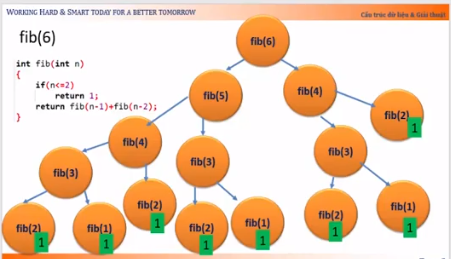 WORKING HARD & SMART TODAY FOR A BETTER TOMORROW
Cấu trúc dữ liệu & Giải thuật
fib(6)
int fib(int n)
{
if(n<=2)
return 1;
return fib(n-1)+fib(n-2);
}
fib(6)
fib(5)
fib(4)
fib(2)
1
fib(4)
fib(3)
fib(3)
fib(3)
fib(2)
1
fib(1)
1
fib(2)
1
fib(2)
1
fib(1)
1
fib(2)
1
fib(1)
1